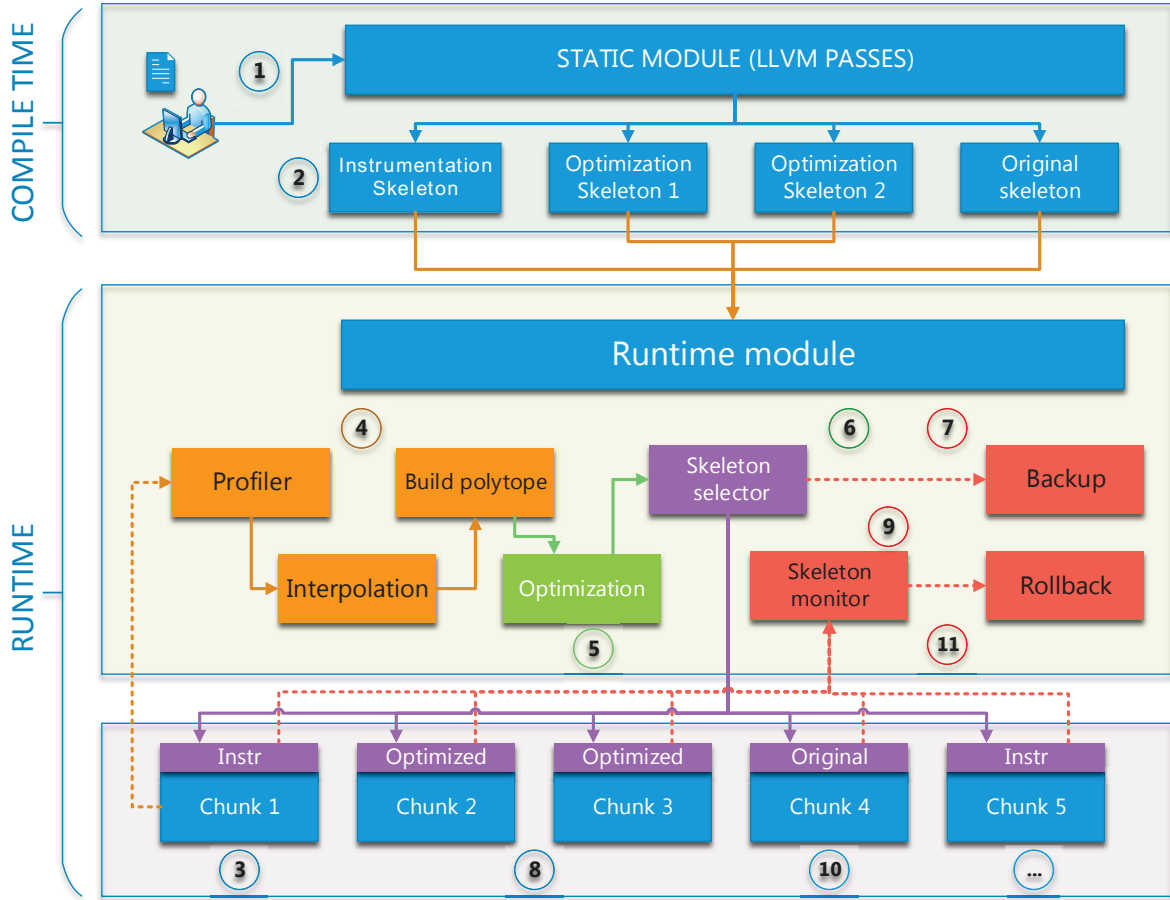 COMPILE TIME
1
STATIC MODULE (LLVM PASSES)
2
Instrumentation
Skeleton
Optimization
Skeleton 1
Optimization
Skeleton 2
Original
skeleton
RUNTIME
Runtime module
4
6
7
Profiler
Build polytope
Skeleton
selector
Backup
9
Interpolation
Optimization
Skeleton
monitor
Rollback
5
11
Instr
Chunk 1
Optimized
Chunk 2
Optimized
Chunk 3
Original
Chunk 4
Instr
Chunk 5
3
8
10
...